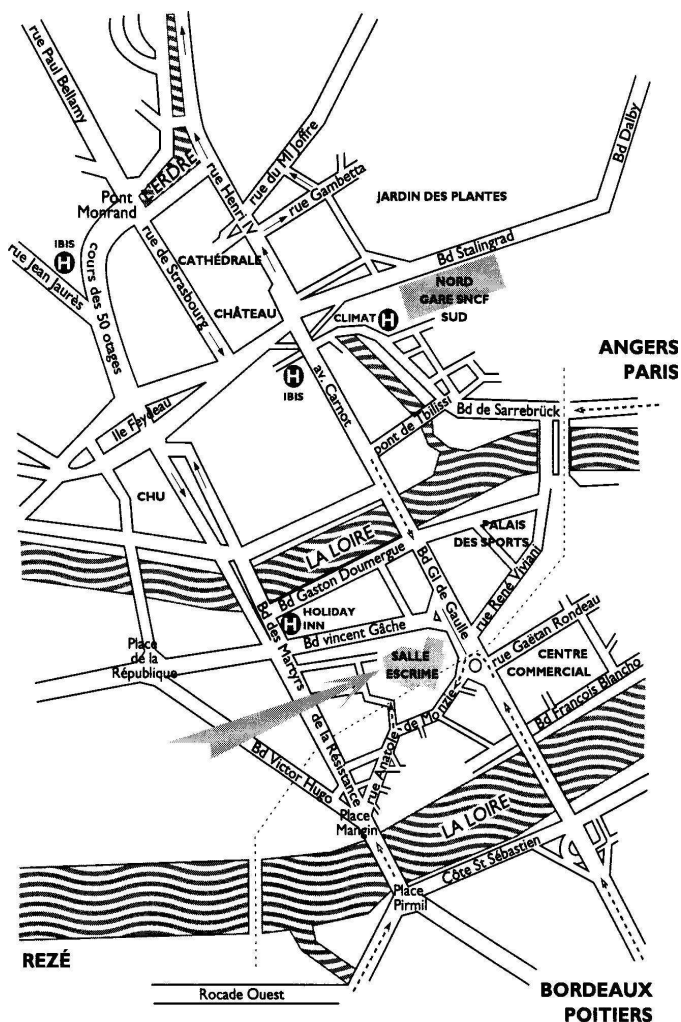 rue Paul Bellamy
L'ERDRE
rue Henri IV
rue du Ml Joffre
rue Gambetta
JARDIN DES PLANTES
Bd Dalby
Pont
Monrand
rue de Strasbourg
CATHÉDRALE
Bd Stalingrad
IBIS
H
rue Jean Jaurès
cours des 50 otages
CHÂTEAU
NORD
GARE SNCF
SUD
CLIMAT H
H
IBIS
av. Carnot
ANGERS
PARIS
Ile Feydeau
pont de Tbilissi
Bd de Sarrebrück
CHU
LA LOIRE
PALAIS
DES SPORTS
Bd Gaston Doumergue
Bd Gl de Gaulle
rue René Viviani
H HOLIDAY
INN
Bd vincent Gâche
rue Gaëtan Rondeau
Place
de la
République
Bd des Martyrs
de la Résistance
SALLE
ESCRIME
CENTRE
COMMERCIAL
Bd François Blancho
rue Anatole de Monzie
Bd Victor Hugo
Place
Mangin
LA LOIRE
Côte St Sébastien
Place
Pirmil
REZÉ
Rocade Ouest
BORDEAUX
POITIERS